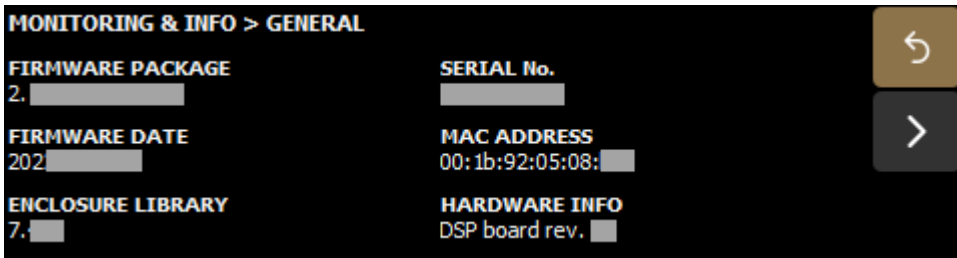 MONITORING & INFO > GENERAL
FIRMWARE PACKAGE
2.
SERIAL No.
FIRMWARE DATE
202
MAC ADDRESS
00:1b:92:05:08:
ENCLOSURE LIBRARY
7.
HARDWARE INFO
DSP board rev.